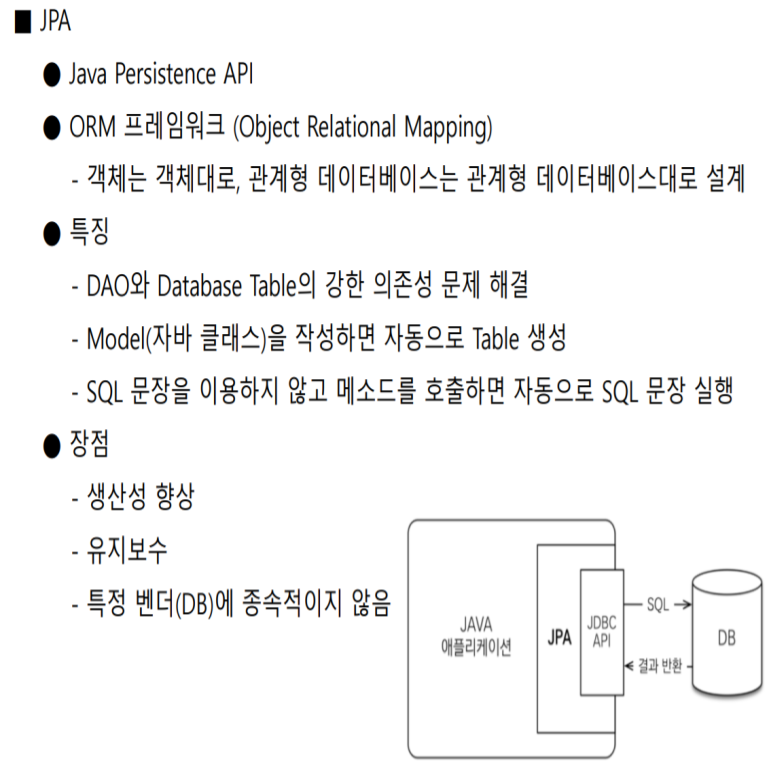 ■ JPA
● Java Persistence API
● ORM 프레임워크 (Object Relational Mapping)
- 객체는 객체대로, 관계형 데이터베이스는 관계형 데이터베이스대로 설계
● 특징
- DAO와 Database Table의 강한 의존성 문제 해결
- Model(자바 클래스)을 작성하면 자동으로 Table 생성
- SQL 문장을 이용하지 않고 메소드를 호출하면 자동으로 SQL 문장 실행
● 장점
- 생산성 향상
- 유지보수
- 특정 벤더(DB)에 종속적이지 않음
JAVA
애플리케이션
JPA
JDBC
API
SQL
결과 반환
DB